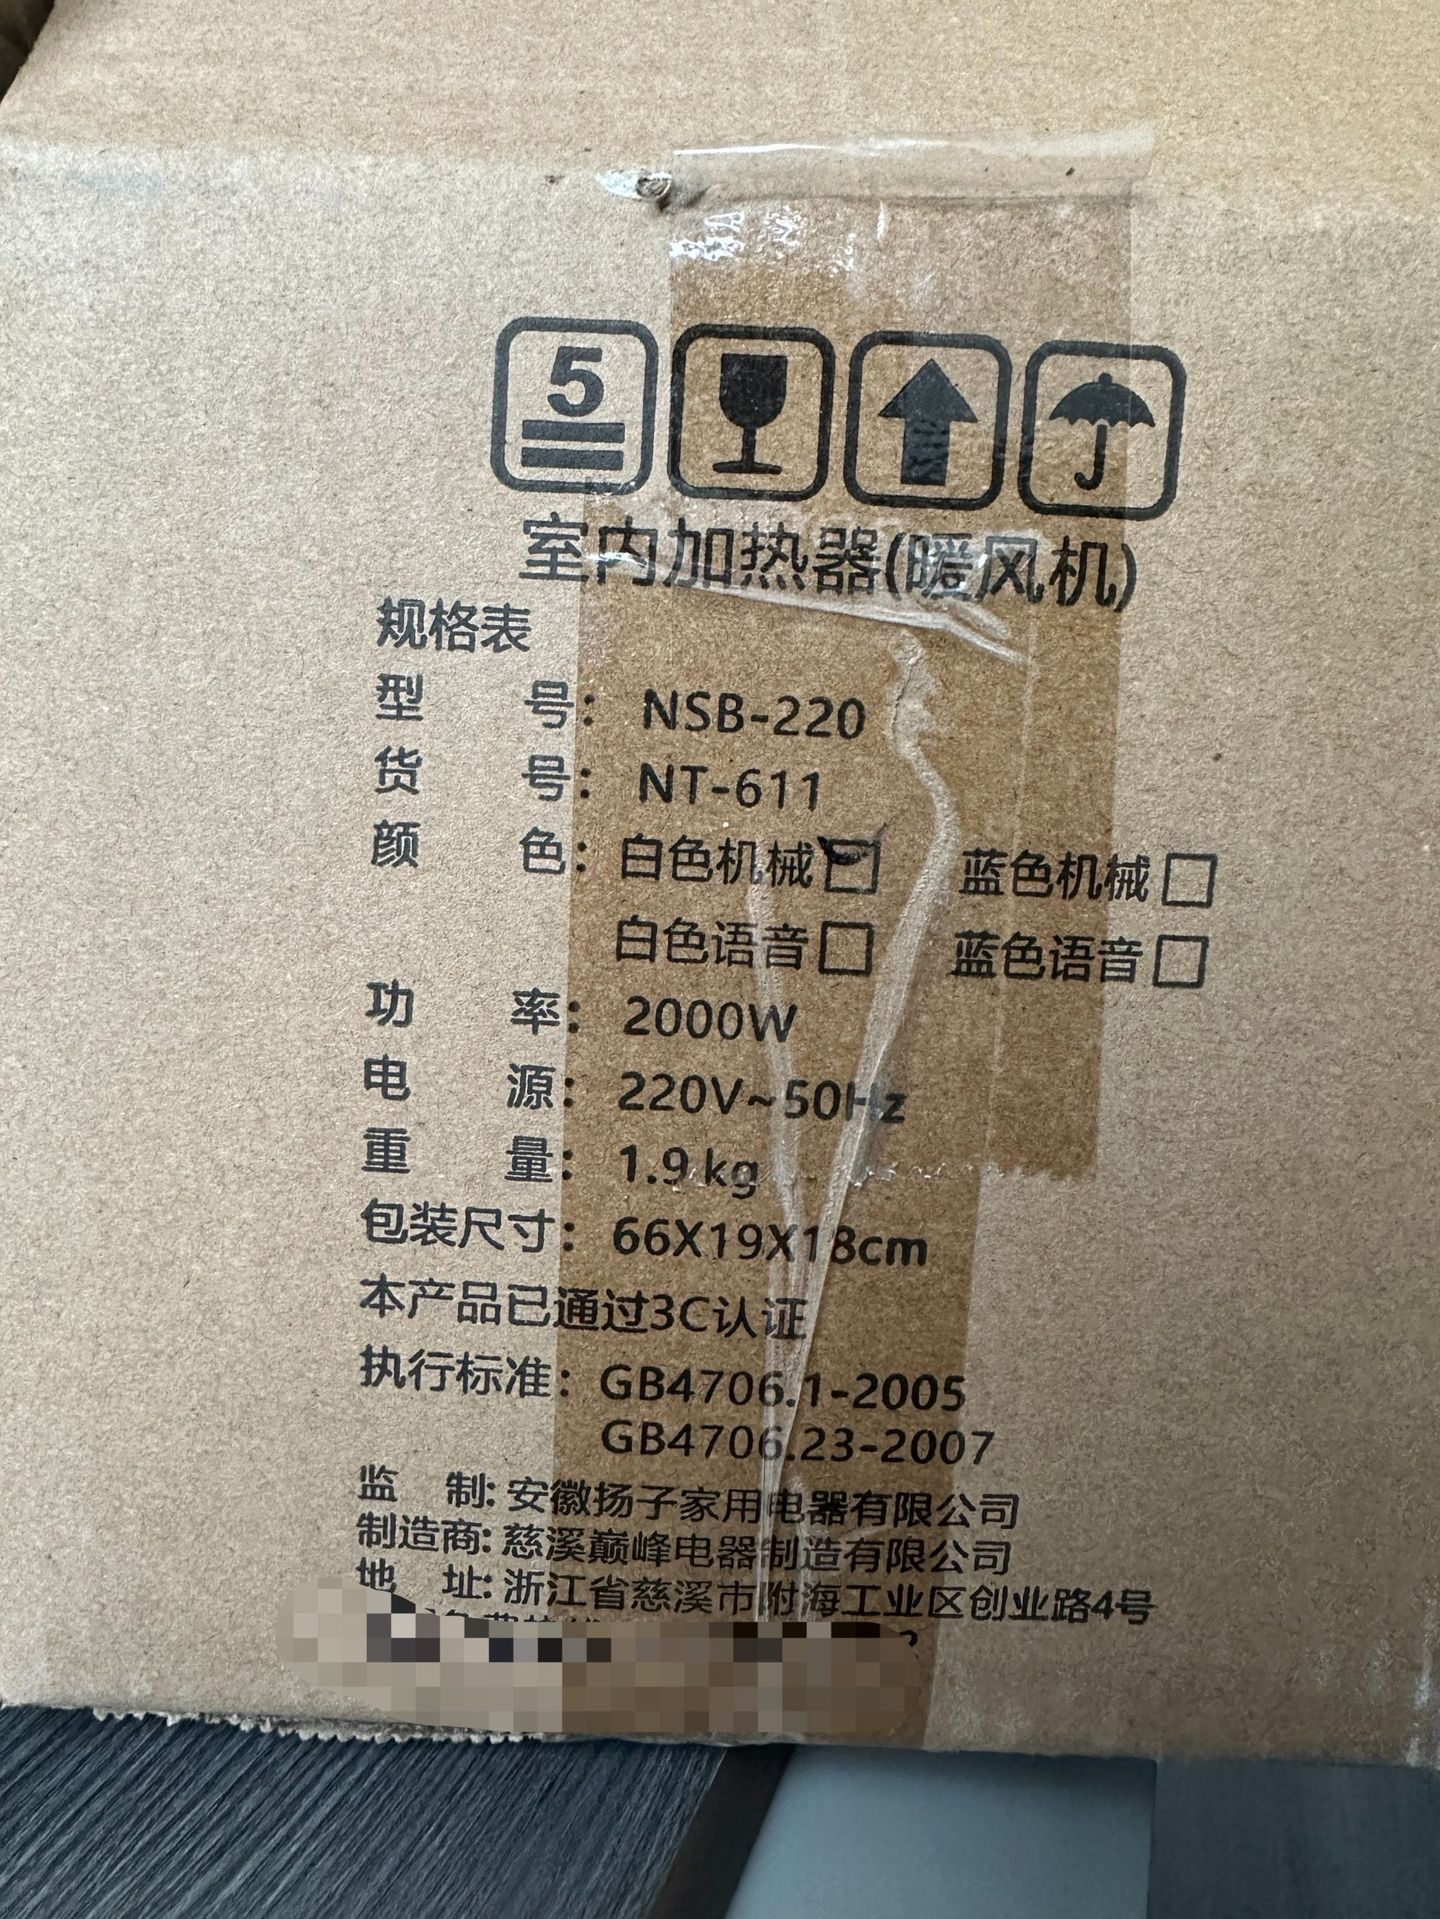 5
室内加热器(暖风机)
规格表
型 号： NSB-220
货 号： NT-611
颜 色： 白色机械□ 蓝色机械□
白色语音□ 蓝色语音□
功 率： 2000W
电 源： 220V~50Hz
重 量： 1.9kg
包装尺寸： 66X19X18cm
本产品已通过3C认证
执行标准： GB4706.1-2005
GB4706.23-2007
监 制: 安徽扬子家用电器有限公司
制造商: 慈溪巅峰电器制造有限公司
地 址: 浙江省慈溪市附海工业区创业路4号